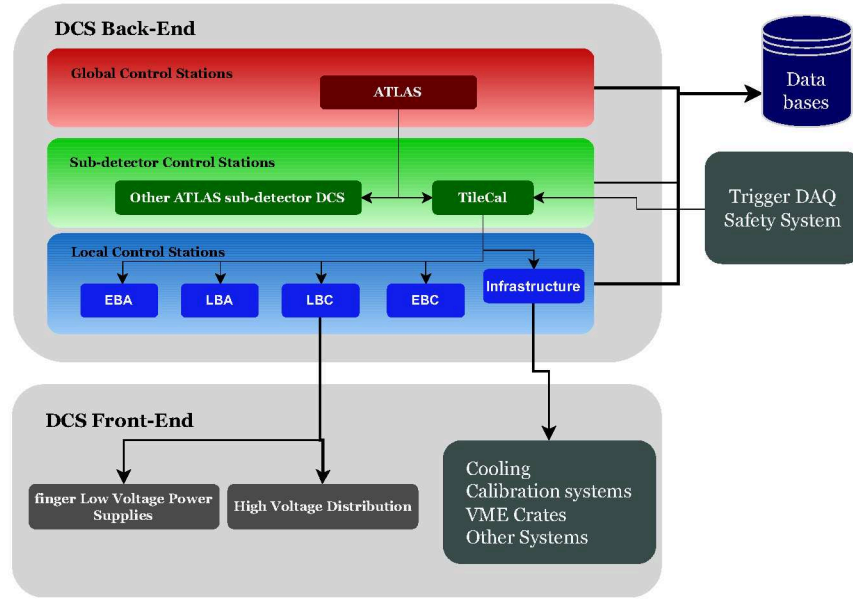 DCS Back-End
Global Control Stations
ATLAS
Data
bases
Sub-detector Control Stations
Other ATLAS sub-detector DCS
TileCal
Trigger DAQ
Safety System
Local Control Stations
EBA
LBA
LBC
EBC
Infrastructure
DCS Front-End
finger Low Voltage Power
Supplies
High Voltage Distribution
Cooling
Calibration systems
VME Crates
Other Systems